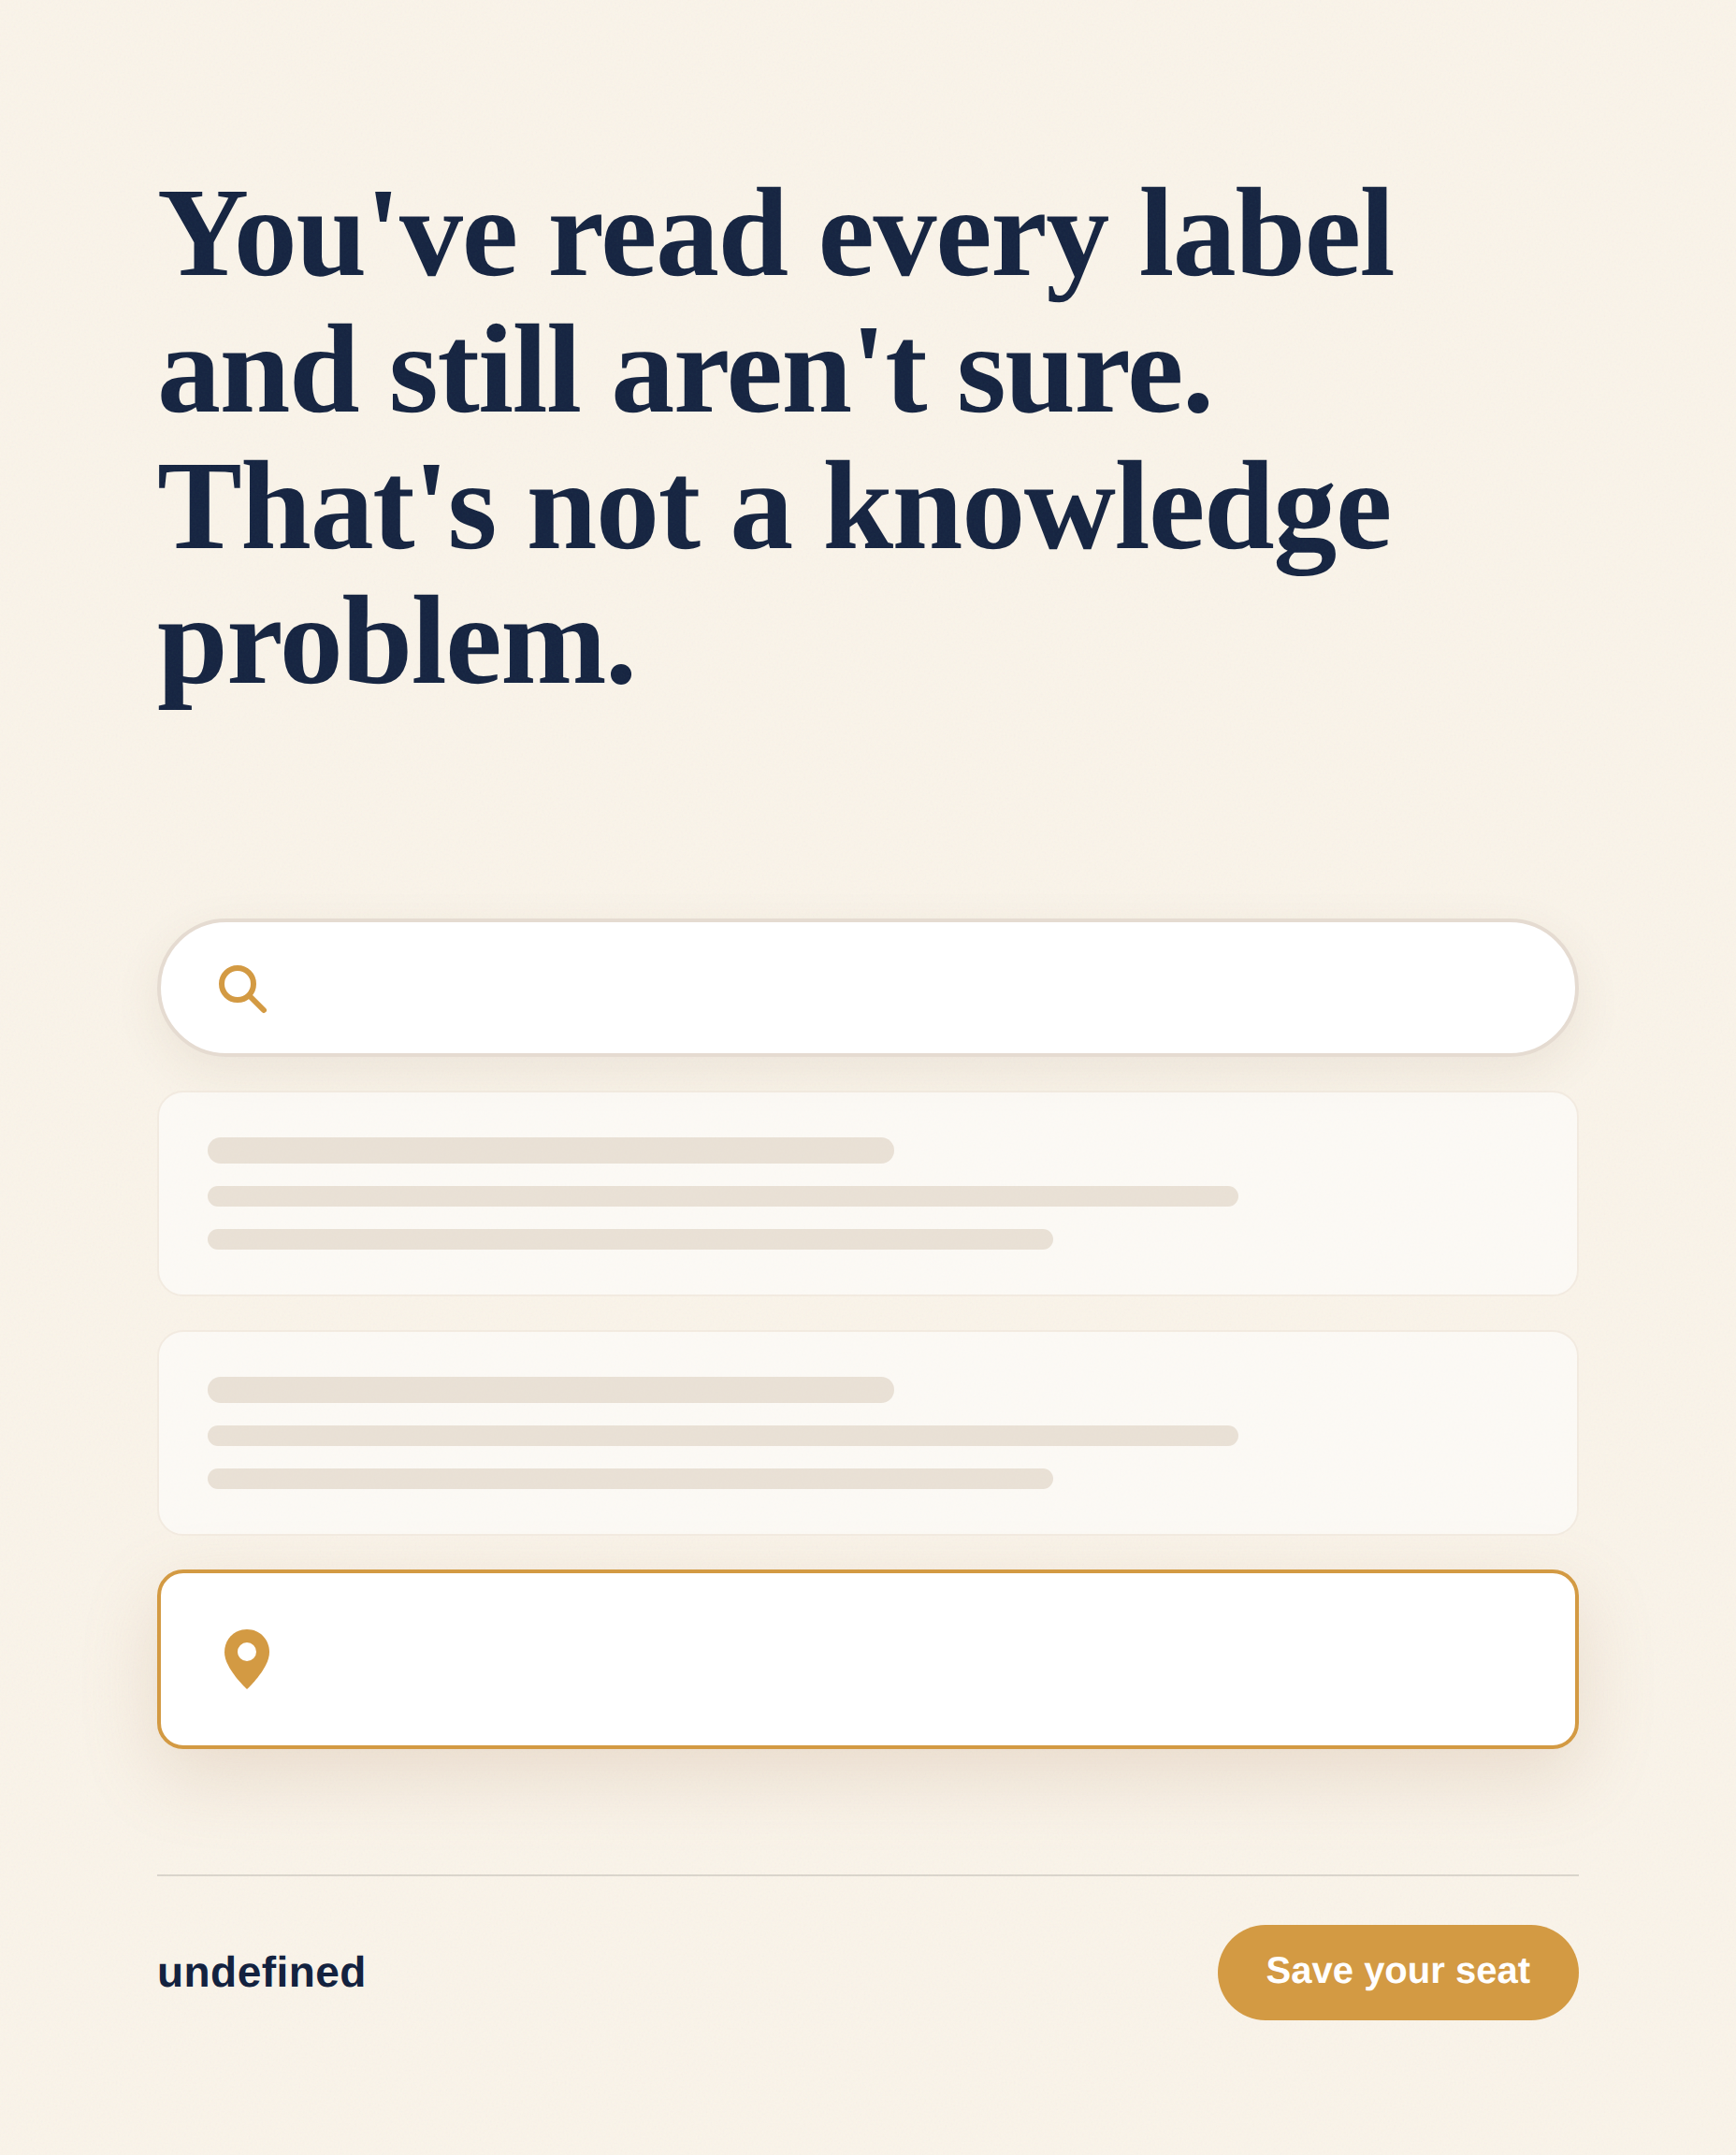 You've read every label
and still aren't sure.
That's not a knowledge
problem.
undefined
Save your seat